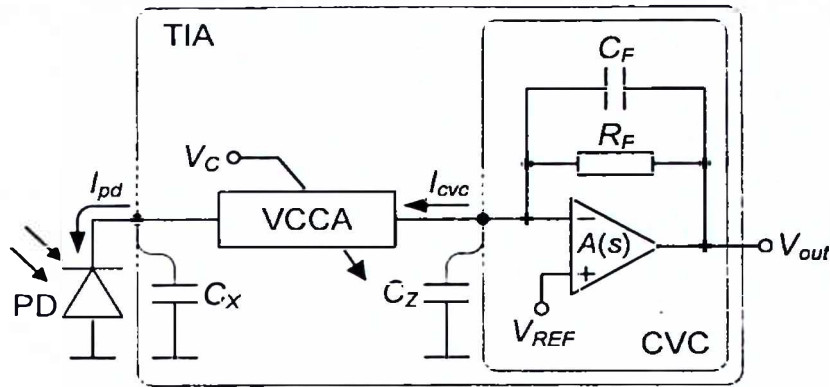 TIA
C_F
R_F
V_C
I_pd
I_cvc
VCCA
A(s)
−
+
V_out
PD
C_X
C_Z
V_REF
CVC